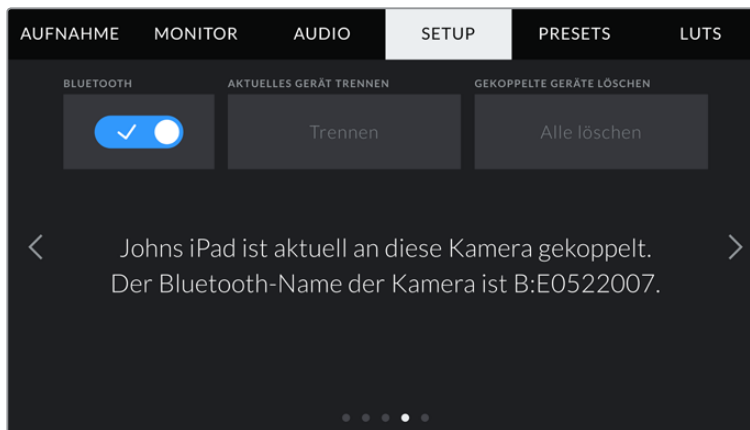 AUFNAHME MONITOR AUDIO SETUP PRESETS LUTS
BLUETOOTH AKTUELLES GERÄT TRENNEN GEKOPPELTE GERÄTE LÖSCHEN
Trennen Alle löschen
Johns iPad ist aktuell an diese Kamera gekoppelt.
Der Bluetooth-Name der Kamera ist B:E0522007.